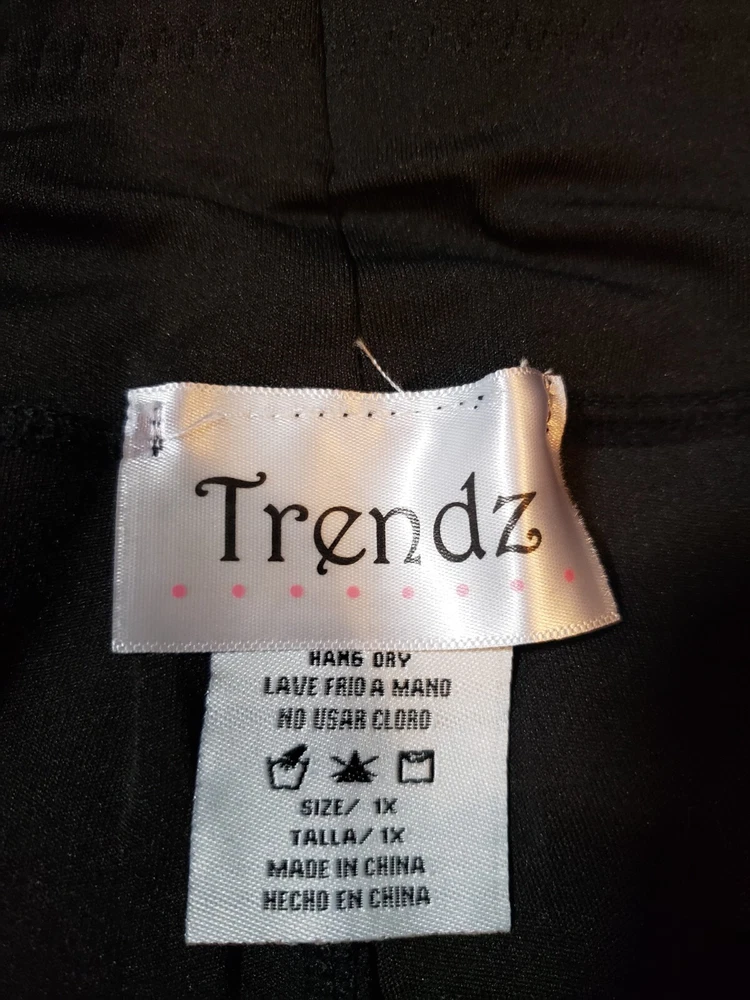 Trendz
HANG DRY
LAVE FRIO A MANO
NO USAR CLORO
SIZE/ 1X
TALLA/ 1X
MADE IN CHINA
HECHO EN CHINA